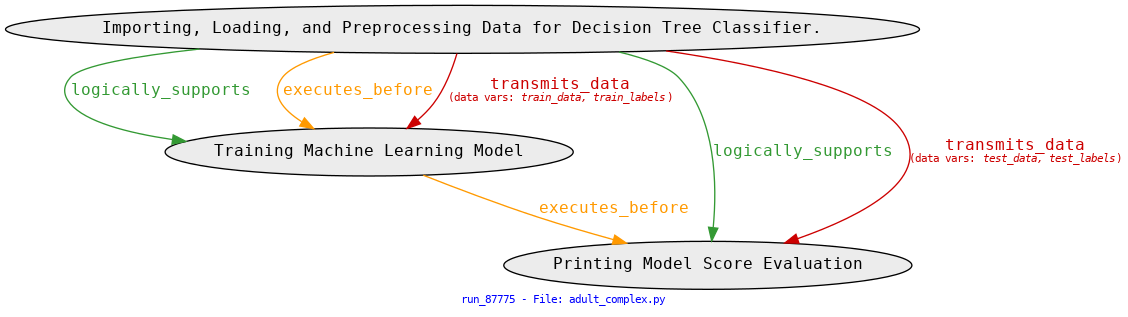 Importing, Loading, and Preprocessing Data for Decision Tree Classifier.
logically_supports
executes_before
transmits_data
(data vars: train_data, train_labels)
transmits_data
(data vars: test_data, test_labels)
logically_supports
Training Machine Learning Model
executes_before
Printing Model Score Evaluation
run_87775 - File: adult_complex.py